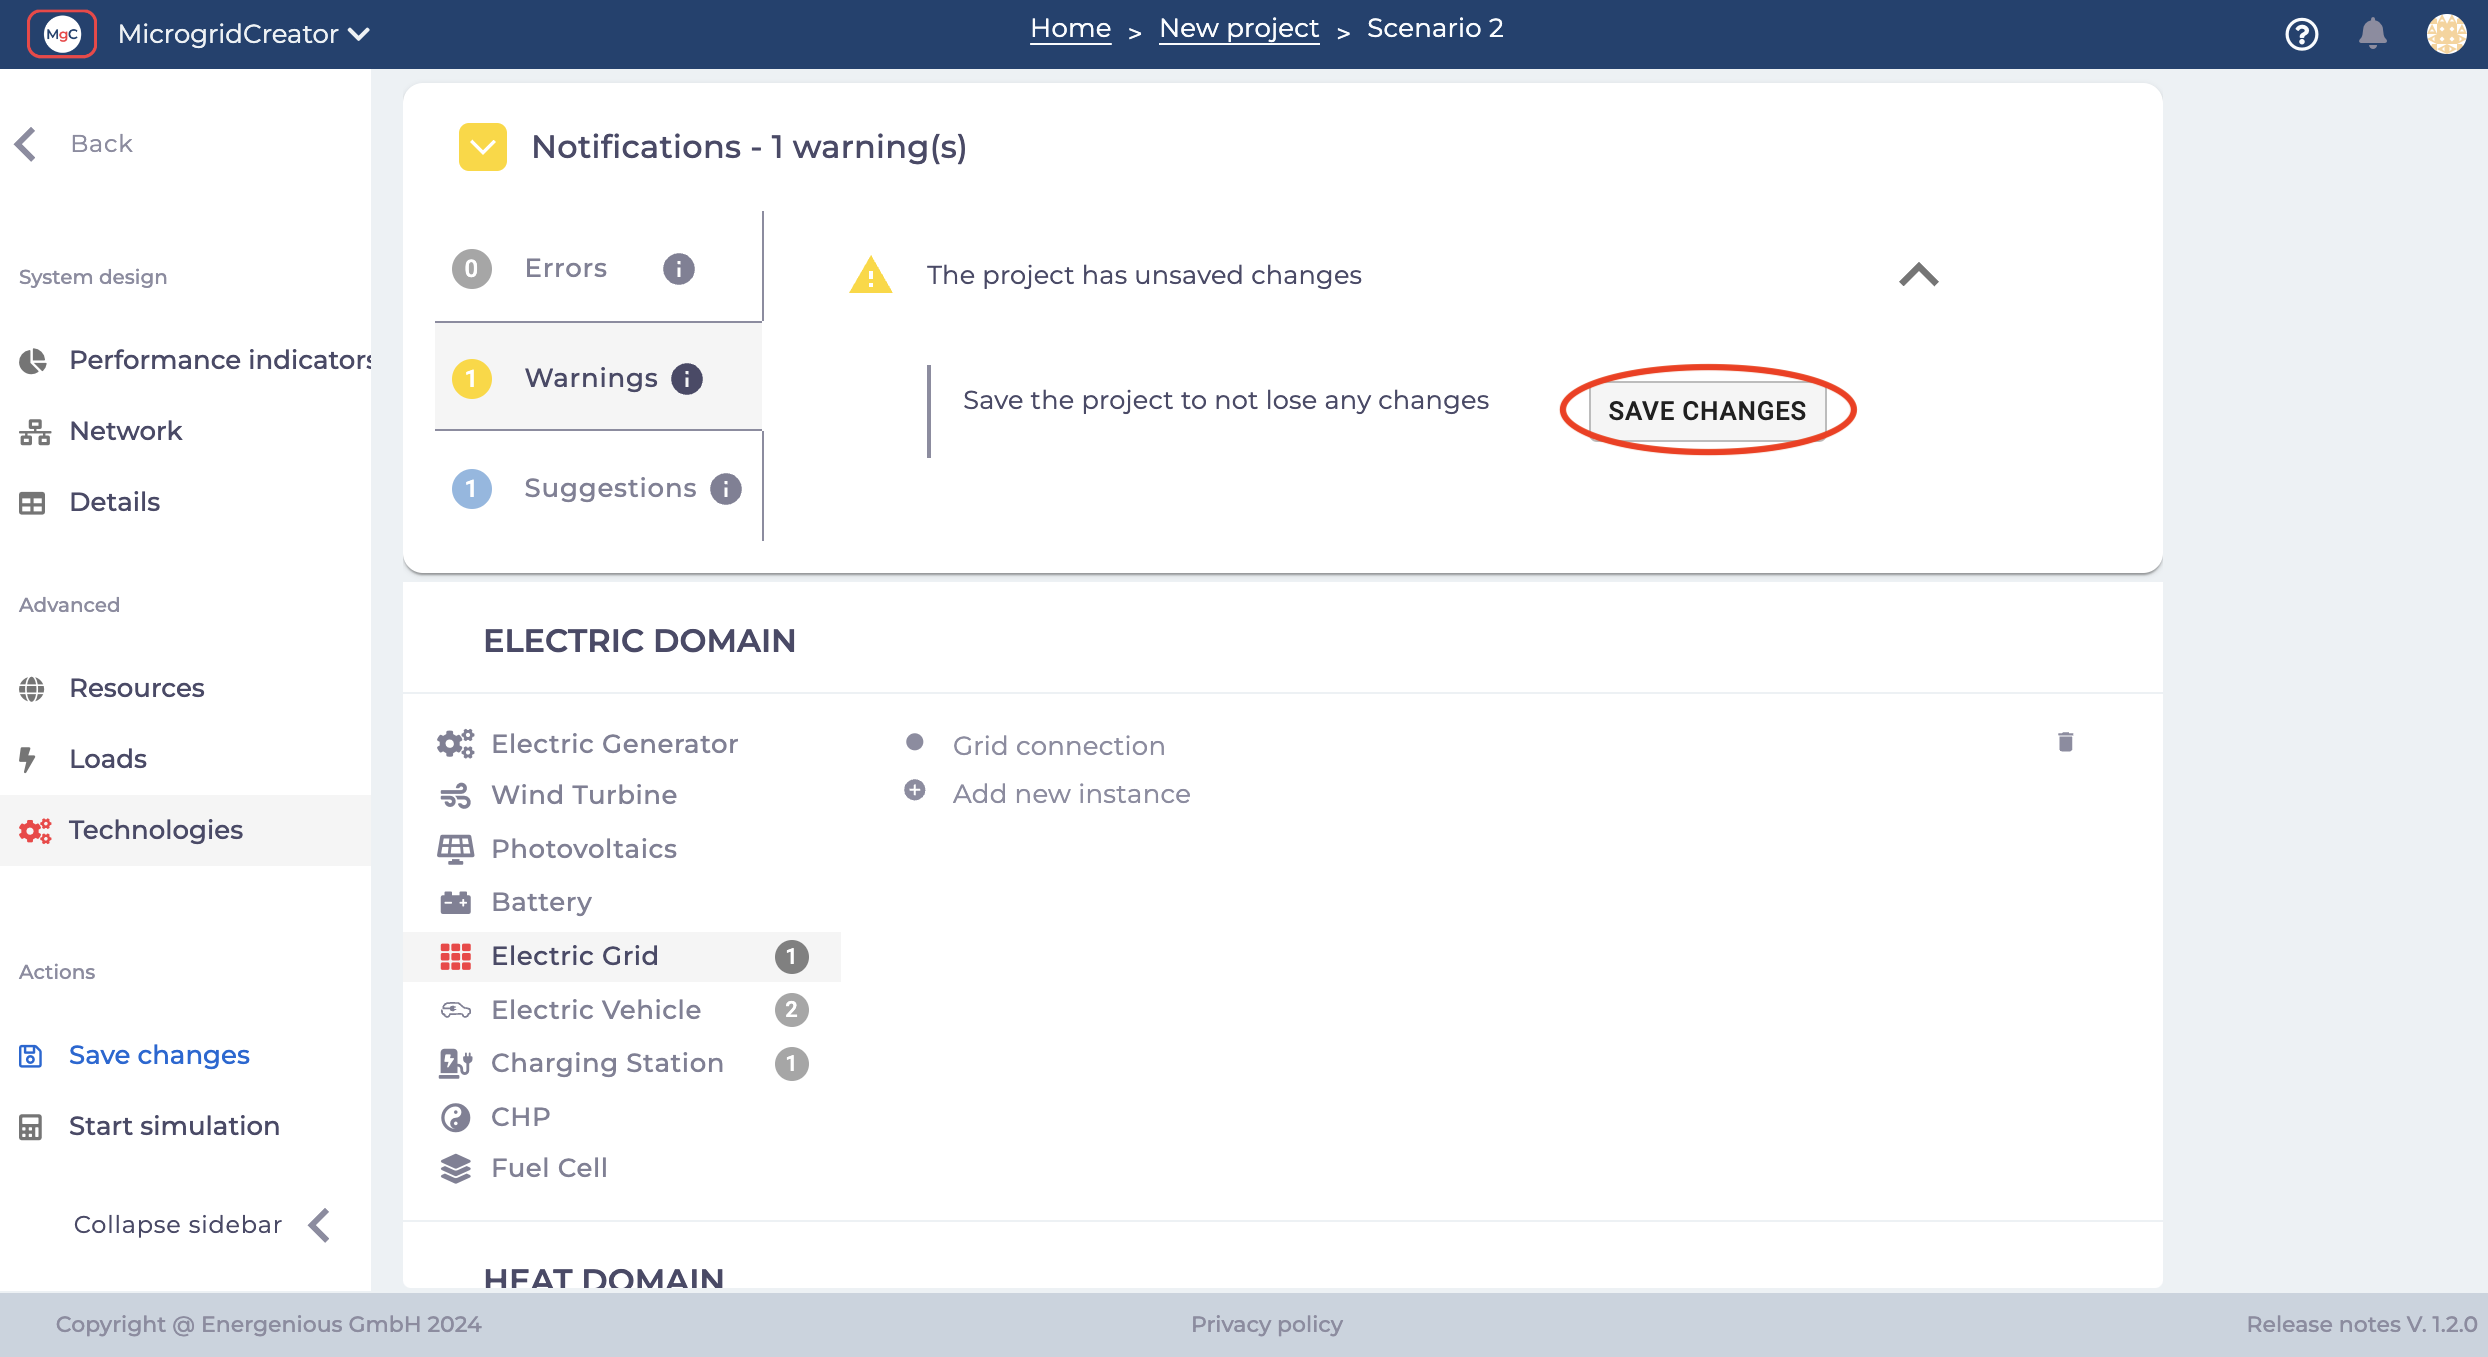 MgC MicrogridCreator
Home > New project > Scenario 2
Back
System design
Performance indicators
Network
Details
Advanced
Resources
Loads
Technologies
Actions
Save changes
Start simulation
Collapse sidebar
Notifications - 1 warning(s)
0 Errors
1 Warnings
1 Suggestions
The project has unsaved changes
Save the project to not lose any changes
SAVE CHANGES
ELECTRIC DOMAIN
Electric Generator
Wind Turbine
Photovoltaics
Battery
Electric Grid 1
Electric Vehicle 2
Charging Station 1
CHP
Fuel Cell
Grid connection
Add new instance
HEAT DOMAIN
Copyright @ Energenious GmbH 2024
Privacy policy
Release notes V. 1.2.0